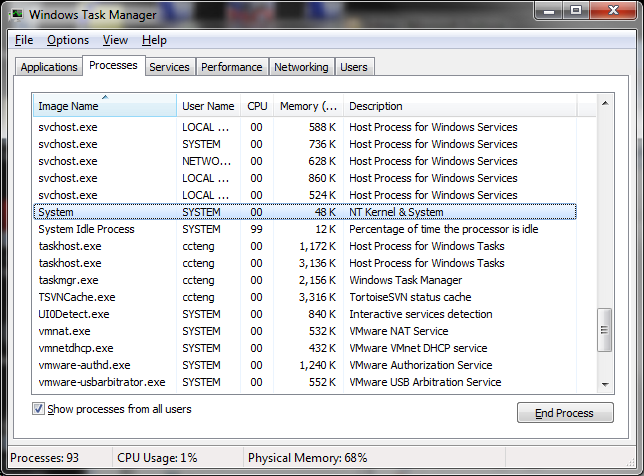 Windows Task Manager
File Options View Help
Applications Processes Services Performance Networking Users
Image Name User Name CPU Memory (... Description
svchost.exe LOCAL ... 00 588 K Host Process for Windows Services
svchost.exe SYSTEM 00 736 K Host Process for Windows Services
svchost.exe NETWO... 00 628 K Host Process for Windows Services
svchost.exe LOCAL ... 00 860 K Host Process for Windows Services
svchost.exe LOCAL ... 00 524 K Host Process for Windows Services
System SYSTEM 00 48 K NT Kernel & System
System Idle Process SYSTEM 99 12 K Percentage of time the processor is idle
taskhost.exe ccteng 00 1,172 K Host Process for Windows Tasks
taskhost.exe ccteng 00 3,136 K Host Process for Windows Tasks
taskmgr.exe ccteng 00 2,156 K Windows Task Manager
TSVNCache.exe ccteng 00 3,316 K TortoiseSVN status cache
UI0Detect.exe SYSTEM 00 840 K Interactive services detection
vmnat.exe SYSTEM 00 532 K VMware NAT Service
vmnetdhcp.exe SYSTEM 00 432 K VMware VMnet DHCP service
vmware-authd.exe SYSTEM 00 1,240 K VMware Authorization Service
vmware-usbarbitrator.exe SYSTEM 00 552 K VMware USB Arbitration Service
Show processes from all users End Process
Processes: 93 CPU Usage: 1% Physical Memory: 68%